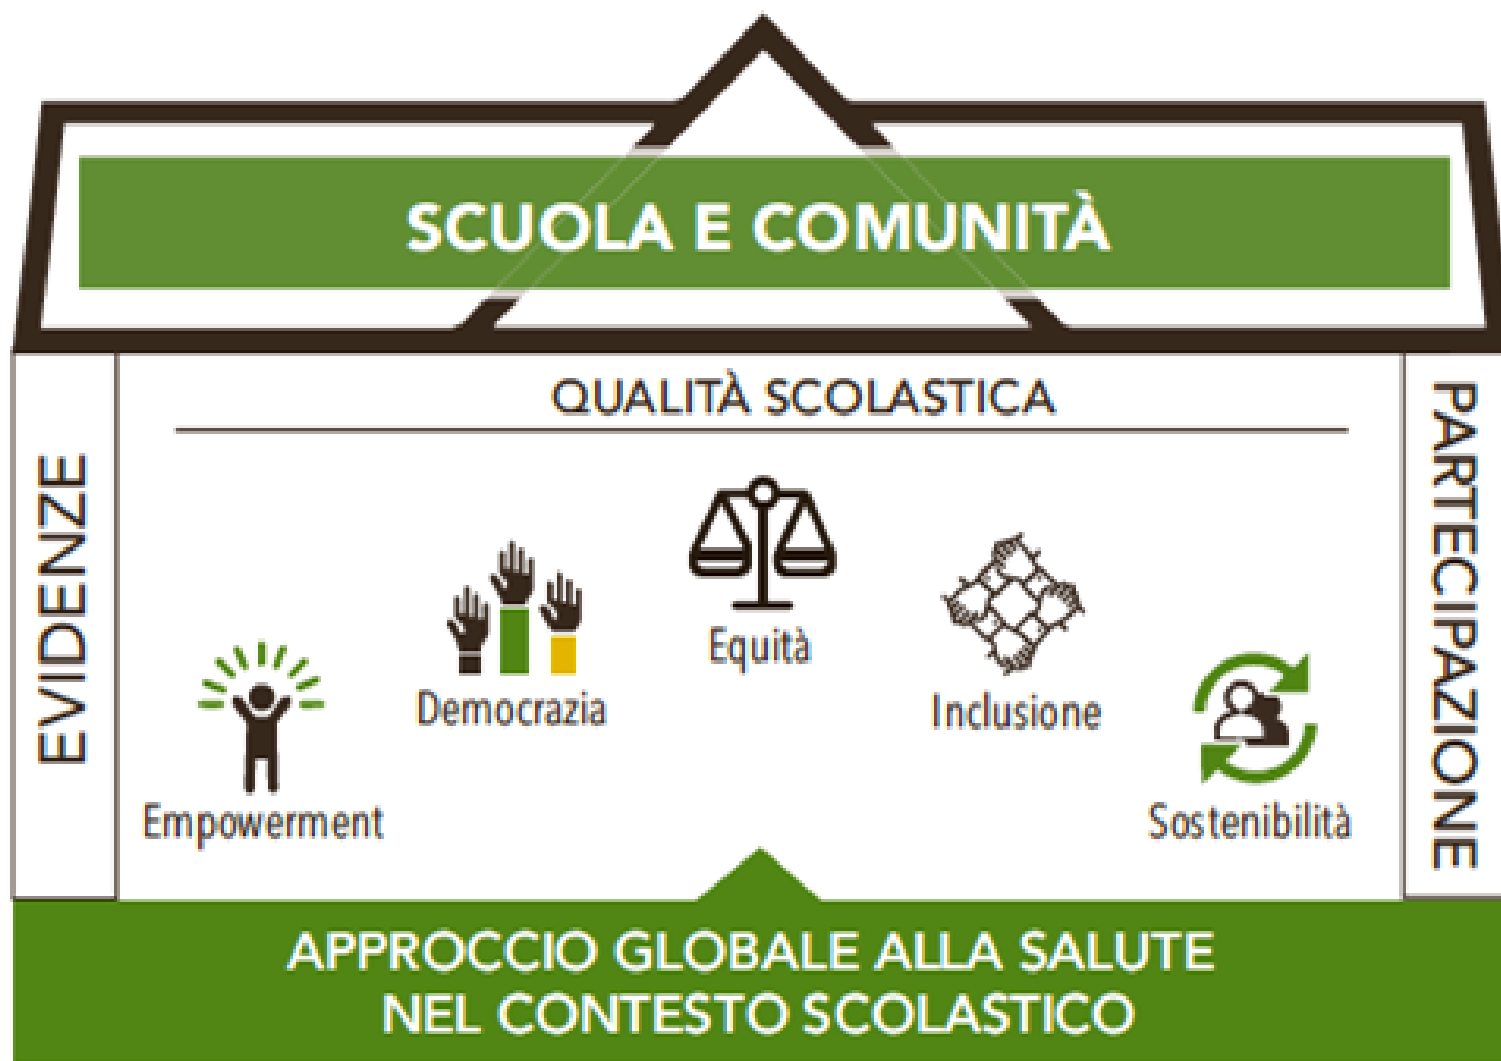 SCUOLA E COMUNITÀ
QUALITÀ SCOLASTICA
EVIDENZE
PARTECIPAZIONE
Empowerment
Democrazia
Equità
Inclusione
Sostenibilità
APPROCCIO GLOBALE ALLA SALUTE
NEL CONTESTO SCOLASTICO